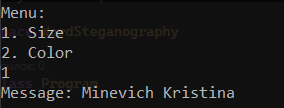 Menu:
1. Size
2. Color
1
Message: Minevich Kristina